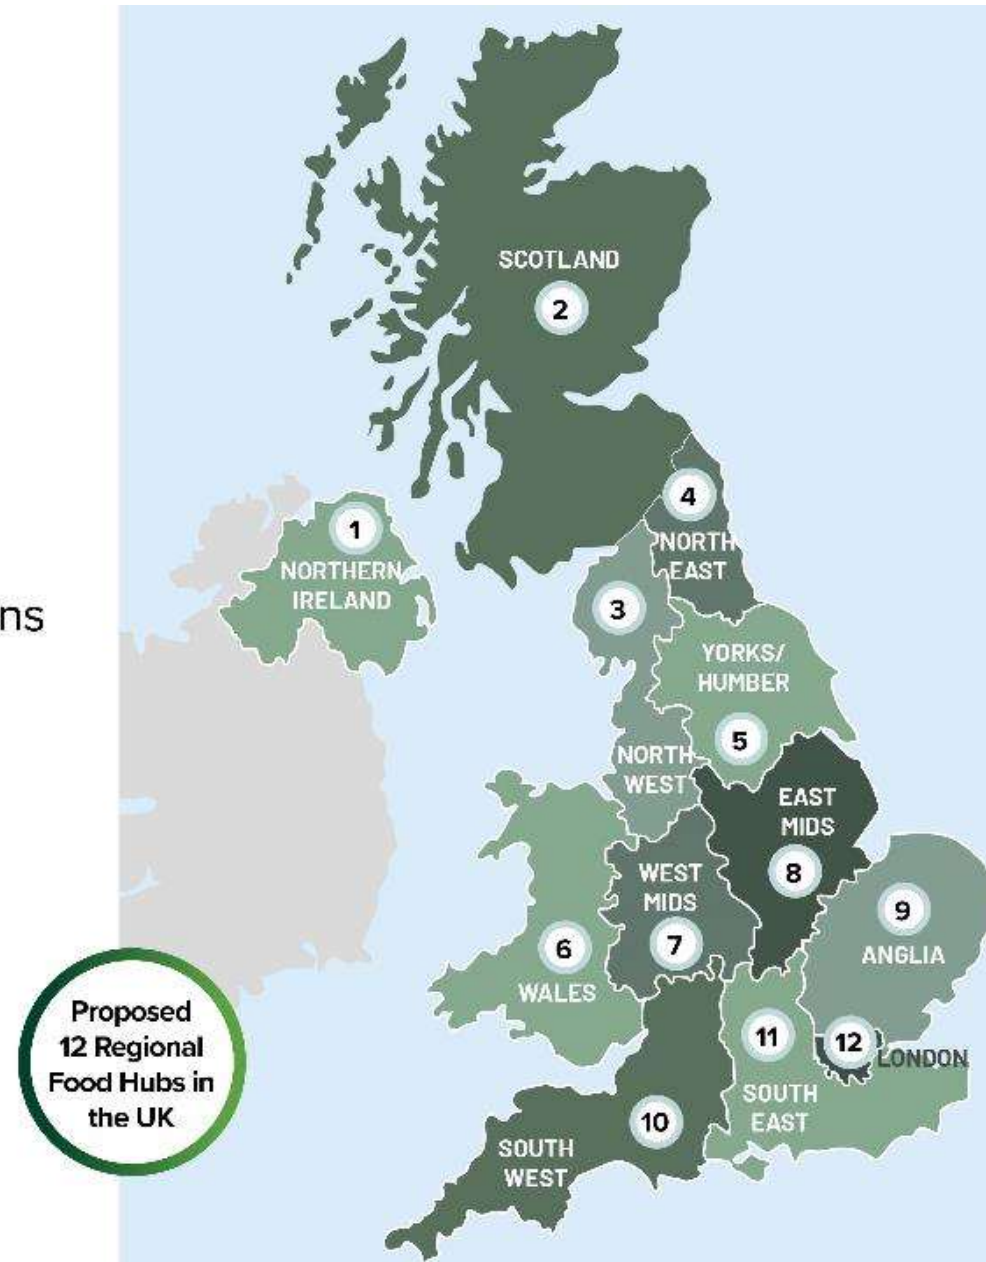 SCOTLAND
2
4
NORTH
EAST
1
NORTHERN
IRELAND
3
ns
YORKS/
HUMBER
5
NORTH
WEST
EAST
MIDS
8
WEST
MIDS
7
9
ANGLIA
6
WALES
Proposed
12 Regional
Food Hubs in
the UK
11
12
LONDON
SOUTH
EAST
10
SOUTH
WEST